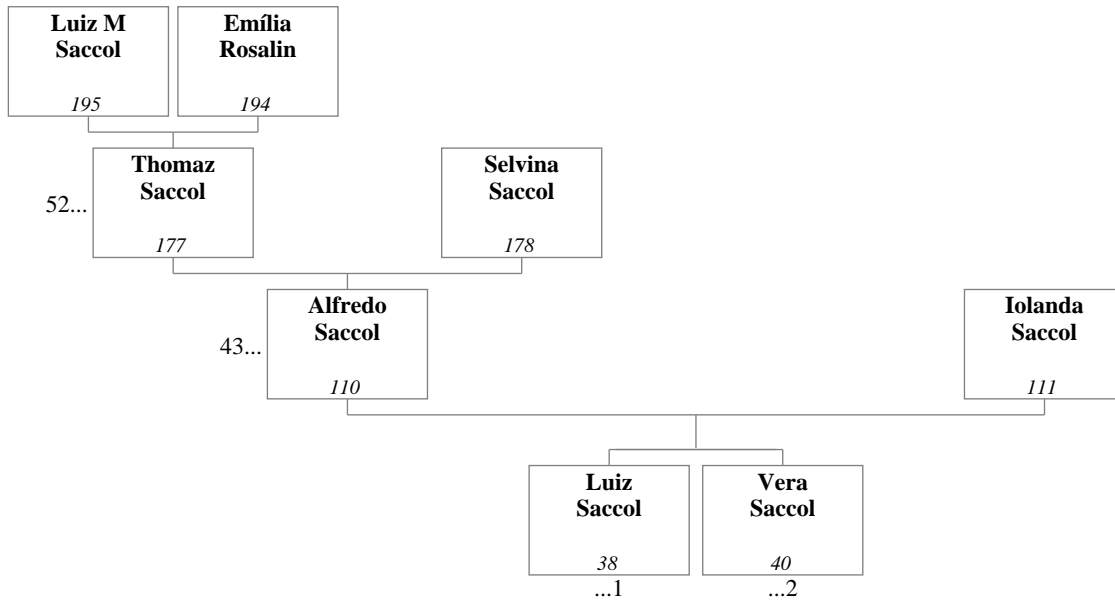 Luiz M
Saccol
195
Emília
Rosalin
194
52...
Thomaz
Saccol
177
Selvina
Saccol
178
43...
Alfredo
Saccol
110
Iolanda
Saccol
111
Luiz
Saccol
38
...1
Vera
Saccol
40
...2